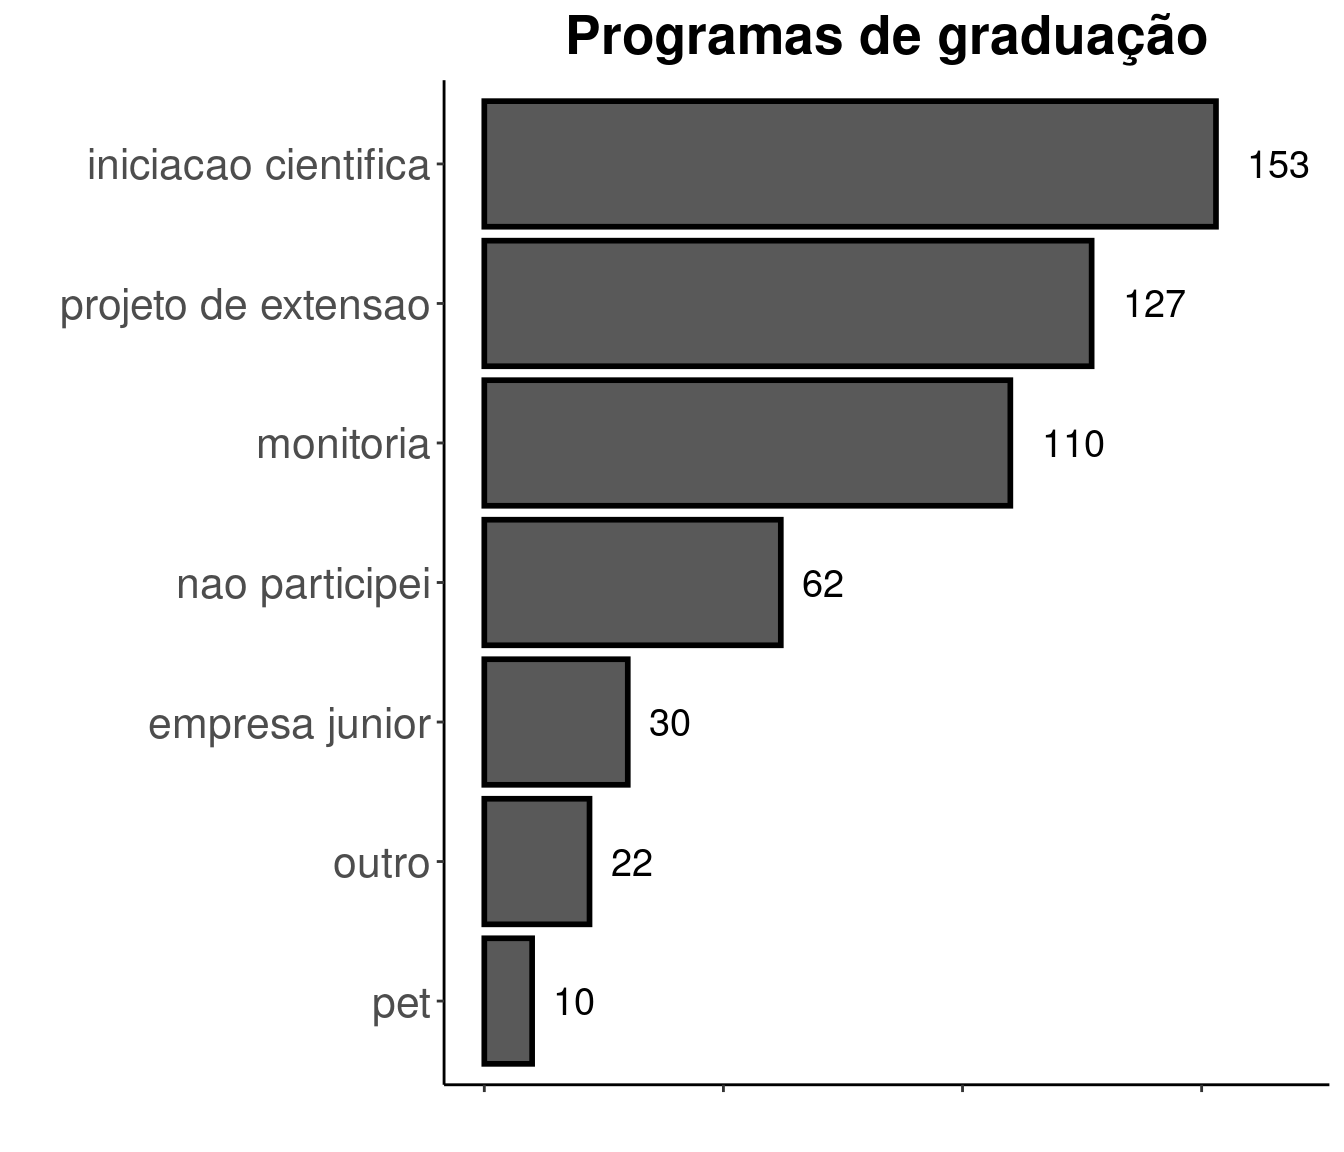 Programas de graduação
iniciacao cientifica 153
projeto de extensao 127
monitoria 110
nao participei 62
empresa junior 30
outro 22
pet 10